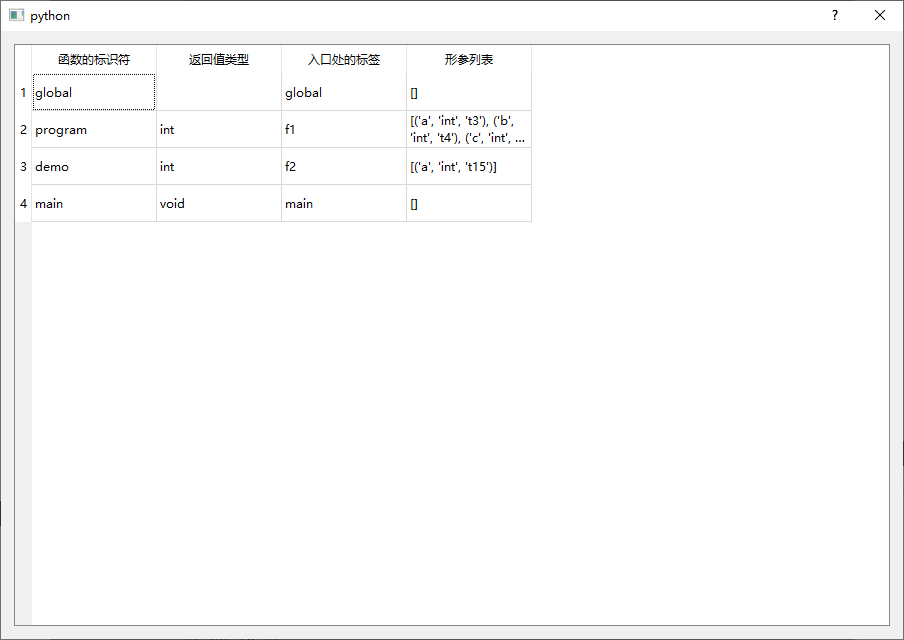 python
函数的标识符 返回值类型 入口处的标签 形参列表
1 global global []
2 program int f1 [('a', 'int', 't3'), ('b',
'int', 't4'), ('c', 'int', ...
3 demo int f2 [('a', 'int', 't15')]
4 main void main []